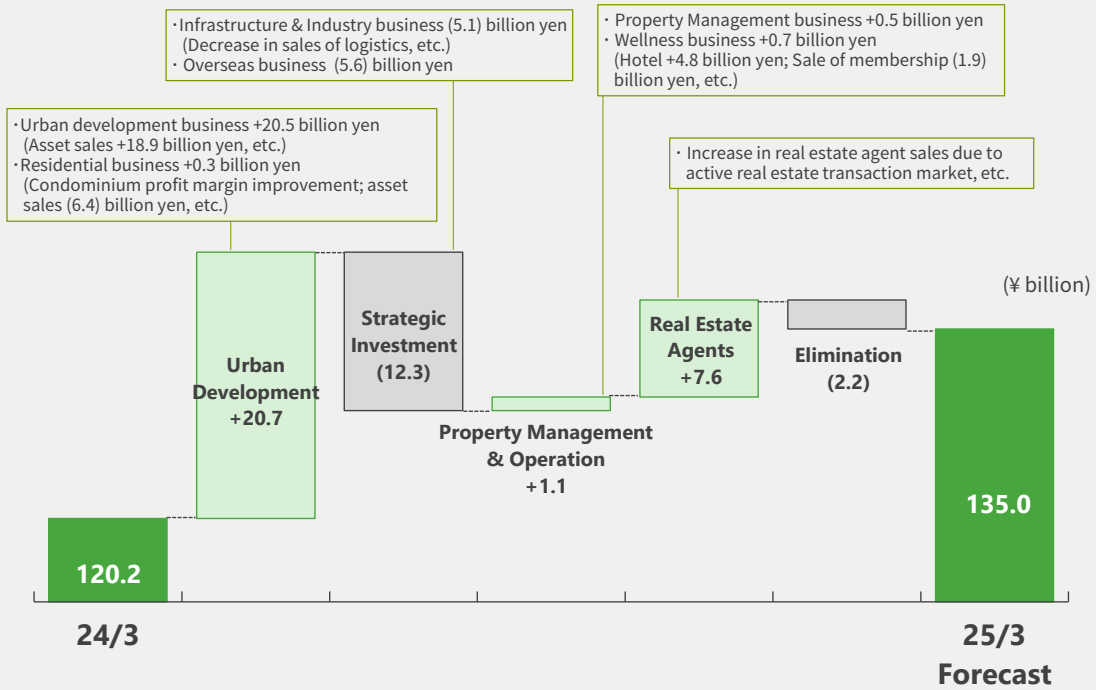 ・Infrastructure & Industry business (5.1) billion yen
(Decrease in sales of logistics, etc.)
・ Overseas business  (5.6) billion yen
・ Property Management business +0.5 billion yen
・ Wellness business +0.7 billion yen
(Hotel +4.8 billion yen; Sale of membership (1.9)
billion yen, etc.)
・Urban development business +20.5 billion yen
(Asset sales +18.9 billion yen, etc.)
・Residential business +0.3 billion yen
(Condominium profit margin improvement; asset
sales (6.4) billion yen, etc.)
・ Increase in real estate agent sales due to
active real estate transaction market, etc.
(¥ billion)
Urban
Development
+20.7
Strategic
Investment
(12.3)
Property Management
& Operation
+1.1
Real Estate
Agents
+7.6
Elimination
(2.2)
120.2
135.0
24/3
25/3
Forecast